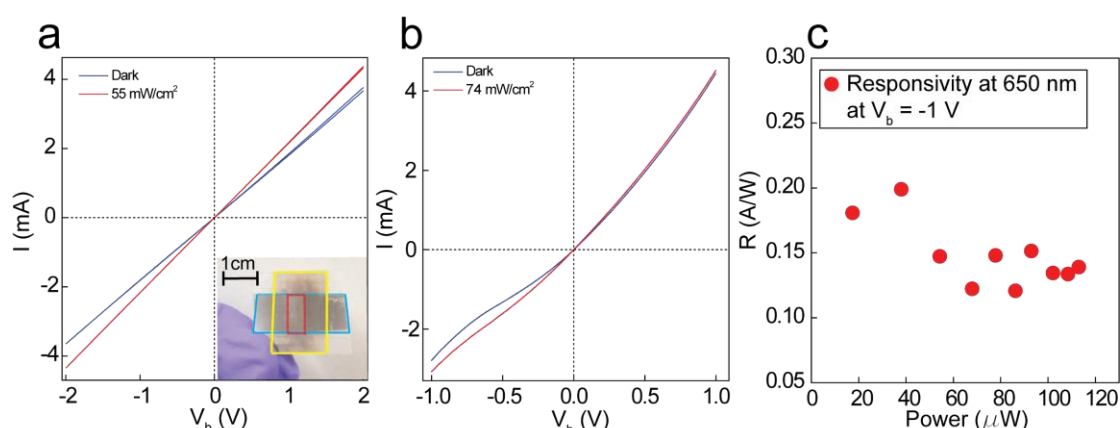 a
Dark
55 mW/cm²
4
2
0
-2
-4
I (mA)
1cm
-2
-1
0
1
2
V_b (V)
b
Dark
74 mW/cm²
4
2
0
-2
I (mA)
-1.0
-0.5
0.0
0.5
1.0
V_b (V)
c
0.30
0.20
0.15
0.10
0.05
R (A/W)
Responsivity at 650 nm
at V_b = -1 V
0
20
40
60
80
100
120
Power (μW)